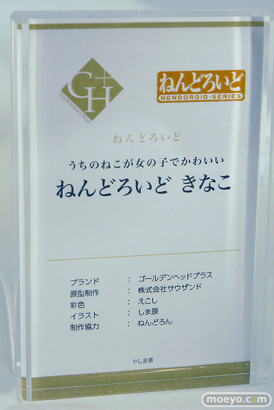 GH+
ねんどろいど
NENDOROID SERIES
ねんどろいど
うちのねこが女の子でかわいい
ねんどろいど きなこ
ブランド : ゴールデンヘッドプラス
原型制作 : 株式会社サウザンド
彩色 : えこし
イラスト : しま原
制作協力 : ねんどろん
©しま原
moeyo.com